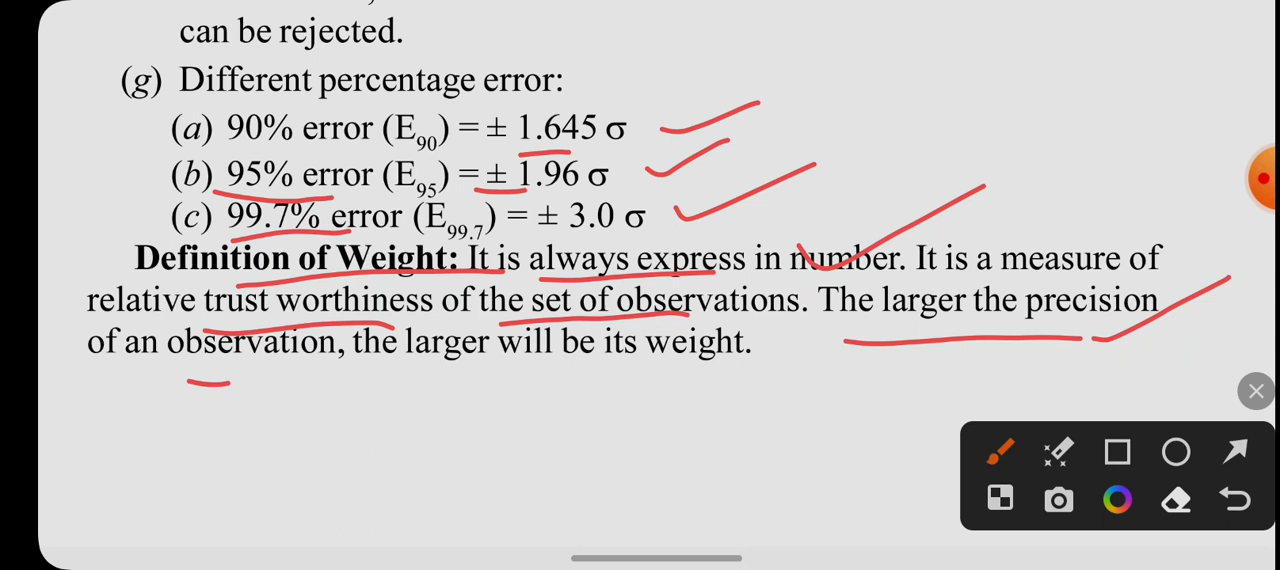 can be rejected.
(g) Different percentage error:
(a) 90% error (E90) = ± 1.645 σ
(b) 95% error (E95) = ± 1.96 σ
(c) 99.7% error (E99.7) = ± 3.0 σ
Definition of Weight: It is always express in number. It is a measure of
relative trust worthiness of the set of observations. The larger the precision
of an observation, the larger will be its weight.